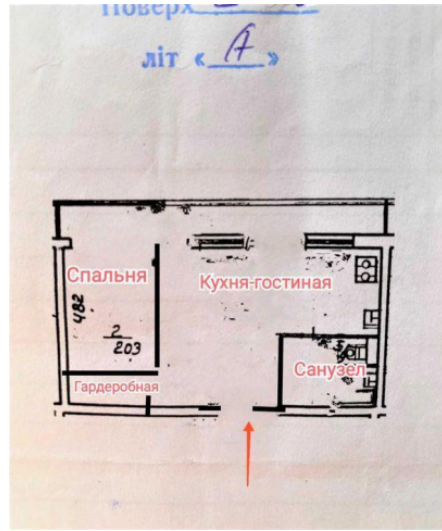 Поверх
літ « А »
Спальня
Кухня-гостиная
482
2
203
Санузел
Гардеробная